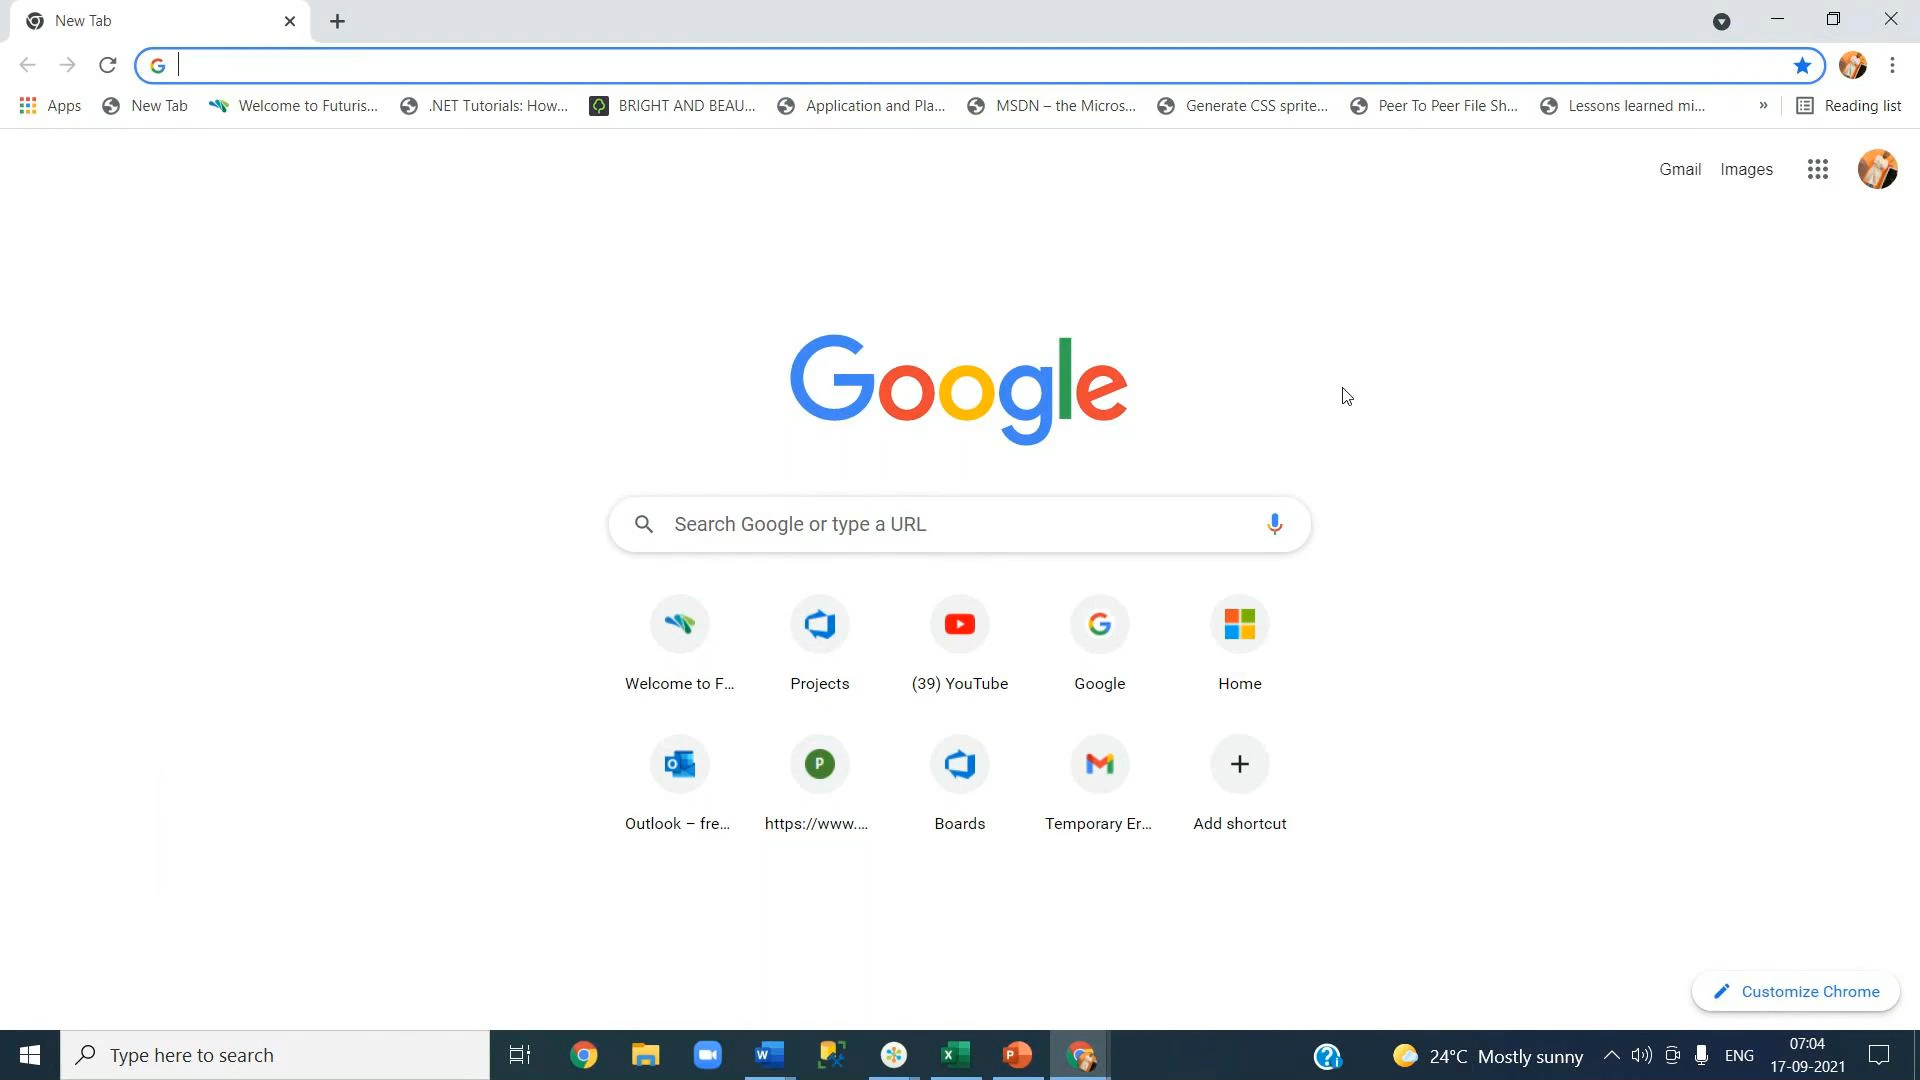 New Tab
Apps New Tab Welcome to Futuris... .NET Tutorials: How... BRIGHT AND BEAU... Application and Pla... MSDN – the Micros... Generate CSS sprite... Peer To Peer File Sh... Lessons learned mi... » Reading list
Gmail Images
Google
Search Google or type a URL
Welcome to F... Projects (39) YouTube Google Home
Outlook – fre... https://www.... Boards Temporary Er... Add shortcut
Customize Chrome
Type here to search 24°C Mostly sunny ENG 07:04
17-09-2021